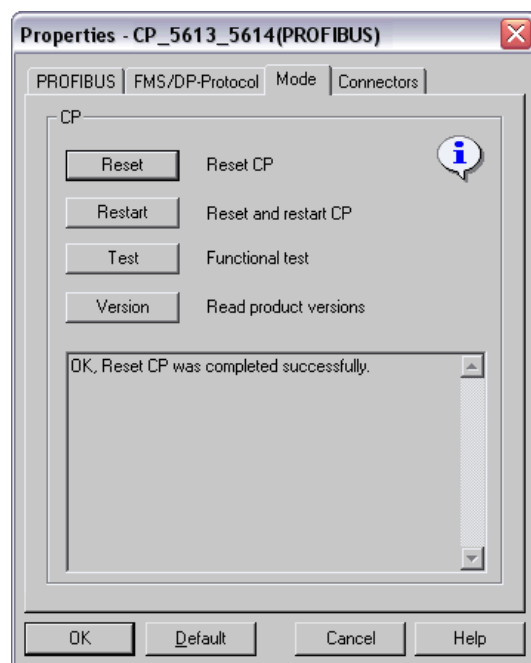 Properties - CP_5613_5614(PROFIBUS)
PROFIBUS FMS/DP-Protocol Mode Connectors
CP
Reset Reset CP
Restart Reset and restart CP
Test Functional test
Version Read product versions
OK, Reset CP was completed successfully.
OK Default Cancel Help